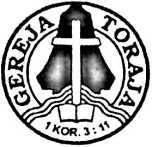 GEREJA TORAJA
1 KOR. 3 : 11